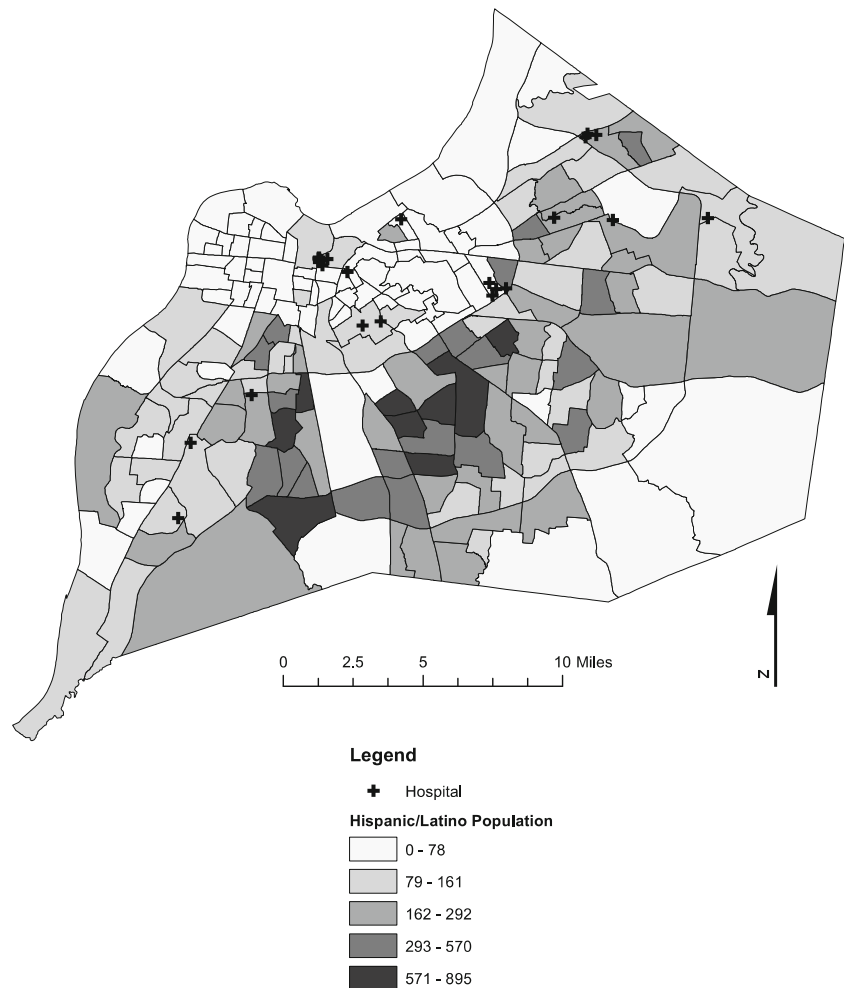 0 2.5 5 10 Miles
N
Legend
Hospital
Hispanic/Latino Population
0 - 78
79 - 161
162 - 292
293 - 570
571 - 895